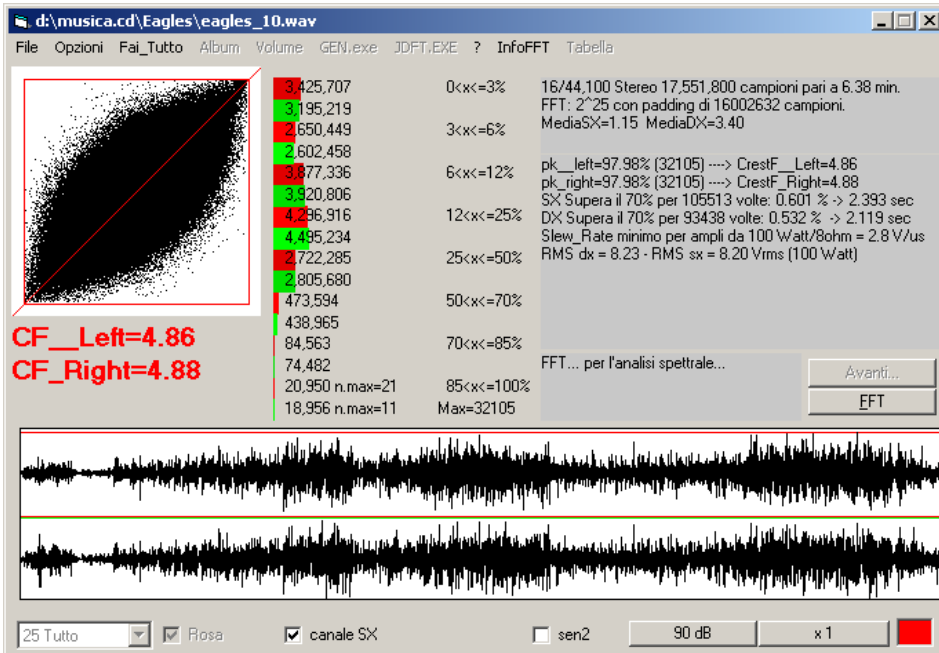 d:\musica.cd\Eagles\eagles_10.wav
File Opzioni Fai_Tutto Album Volume GEN.exe JDFT.EXE ? InfoFFT Tabella
3,425,707 0<x<=3%
3,195,219
2,650,449 3<x<=6%
2,602,458
3,877,336 6<x<=12%
3,920,806
4,296,916 12<x<=25%
4,495,234
2,722,285 25<x<=50%
2,805,680
473,594 50<x<=70%
438,965
84,563 70<x<=85%
74,482
20,950 n.max=21 85<x<=100%
18,956 n.max=11 Max=32105
CF__Left=4.86
CF_Right=4.88
16/44,100 Stereo 17,551,800 campioni pari a 6.38 min.
FFT: 2^25 con padding di 16002632 campioni.
MediaSX=1.15 MediaDX=3.40
pk__left=97.98% (32105) ----> CrestF__Left=4.86
pk_right=97.98% (32105) ----> CrestF_Right=4.88
SX Supera il 70% per 105513 volte: 0.601 % -> 2.393 sec
DX Supera il 70% per 93438 volte: 0.532 % -> 2.119 sec
Slew_Rate minimo per ampli da 100 Watt/8ohm = 2.8 V/us
RMS dx = 8.23 - RMS sx = 8.20 Vrms (100 Watt)
FFT... per l'analisi spettrale...
Avanti...
FFT
25 Tutto Rosa canale SX sen2 90 dB x 1